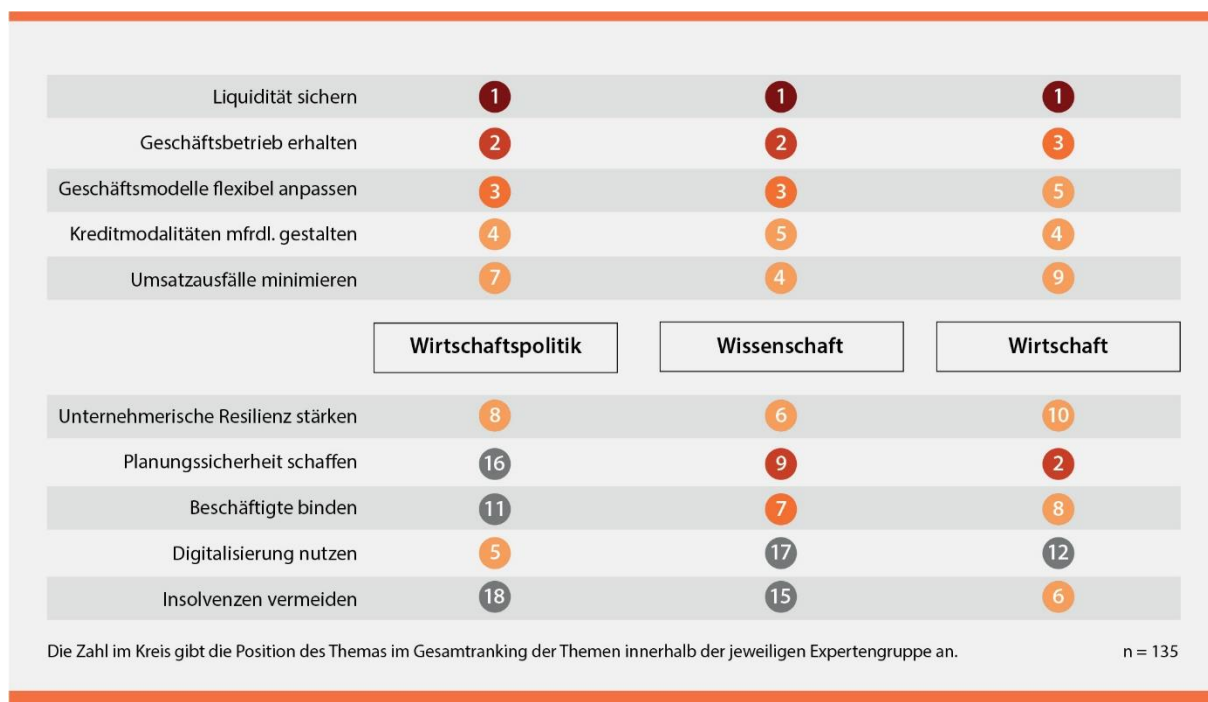 Liquidität sichern 1 1 1
Geschäftsbetrieb erhalten 2 2 3
Geschäftsmodelle flexibel anpassen 3 3 5
Kreditmodalitäten mfrdl. gestalten 4 5 4
Umsatzausfälle minimieren 7 4 9
Wirtschaftspolitik Wissenschaft Wirtschaft
Unternehmerische Resilienz stärken 8 6 10
Planungssicherheit schaffen 16 9 2
Beschäftigte binden 11 7 8
Digitalisierung nutzen 5 17 12
Insolvenzen vermeiden 18 15 6
Die Zahl im Kreis gibt die Position des Themas im Gesamtranking der Themen innerhalb der jeweiligen Expertengruppe an. n = 135